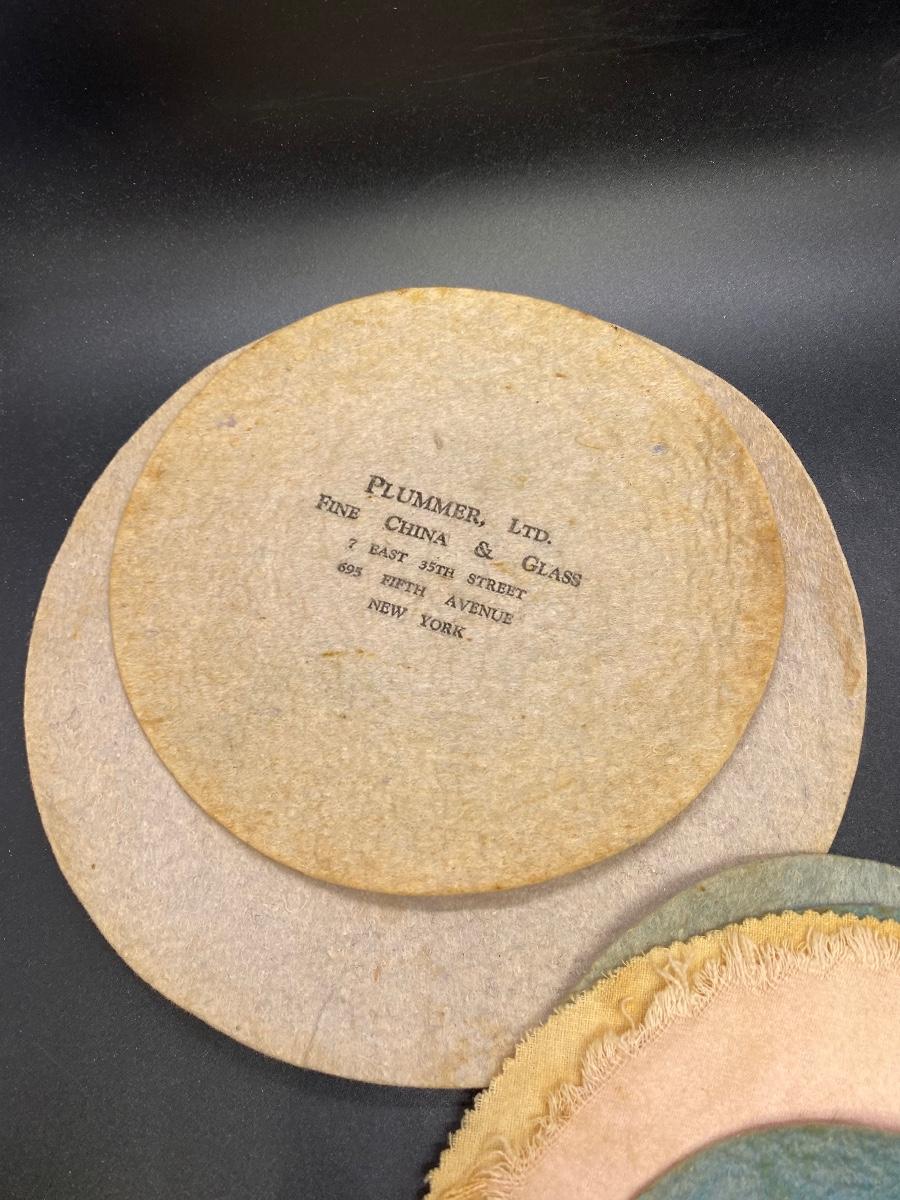 PLUMMER, LTD.
FINE CHINA & GLASS
7 EAST 35TH STREET
695 FIFTH AVENUE
NEW YORK